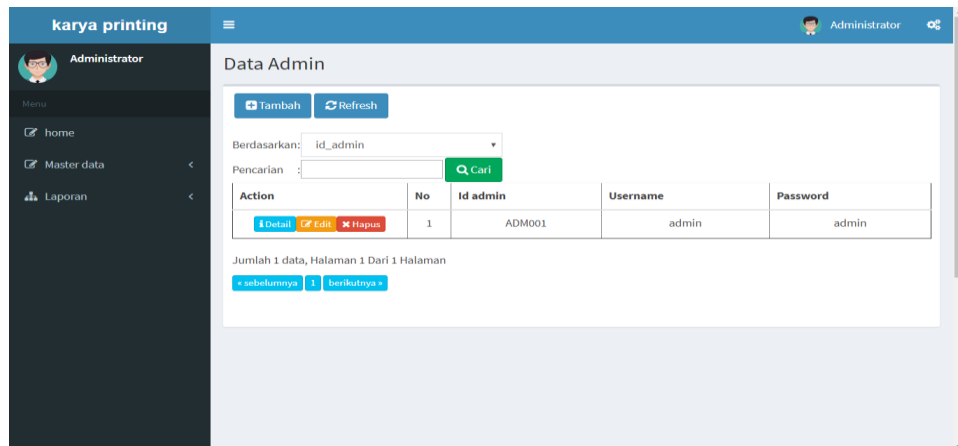 karya printing
Administrator
Administrator
Menu
home
Master data
Laporan
Data Admin
Tambah Refresh
Berdasarkan: id_admin
Pencarian : Cari
Action No Id admin Username Password
Detail Edit Hapus 1 ADM001 admin admin
Jumlah 1 data, Halaman 1 Dari 1 Halaman
« sebelumnya 1 berikutnya »